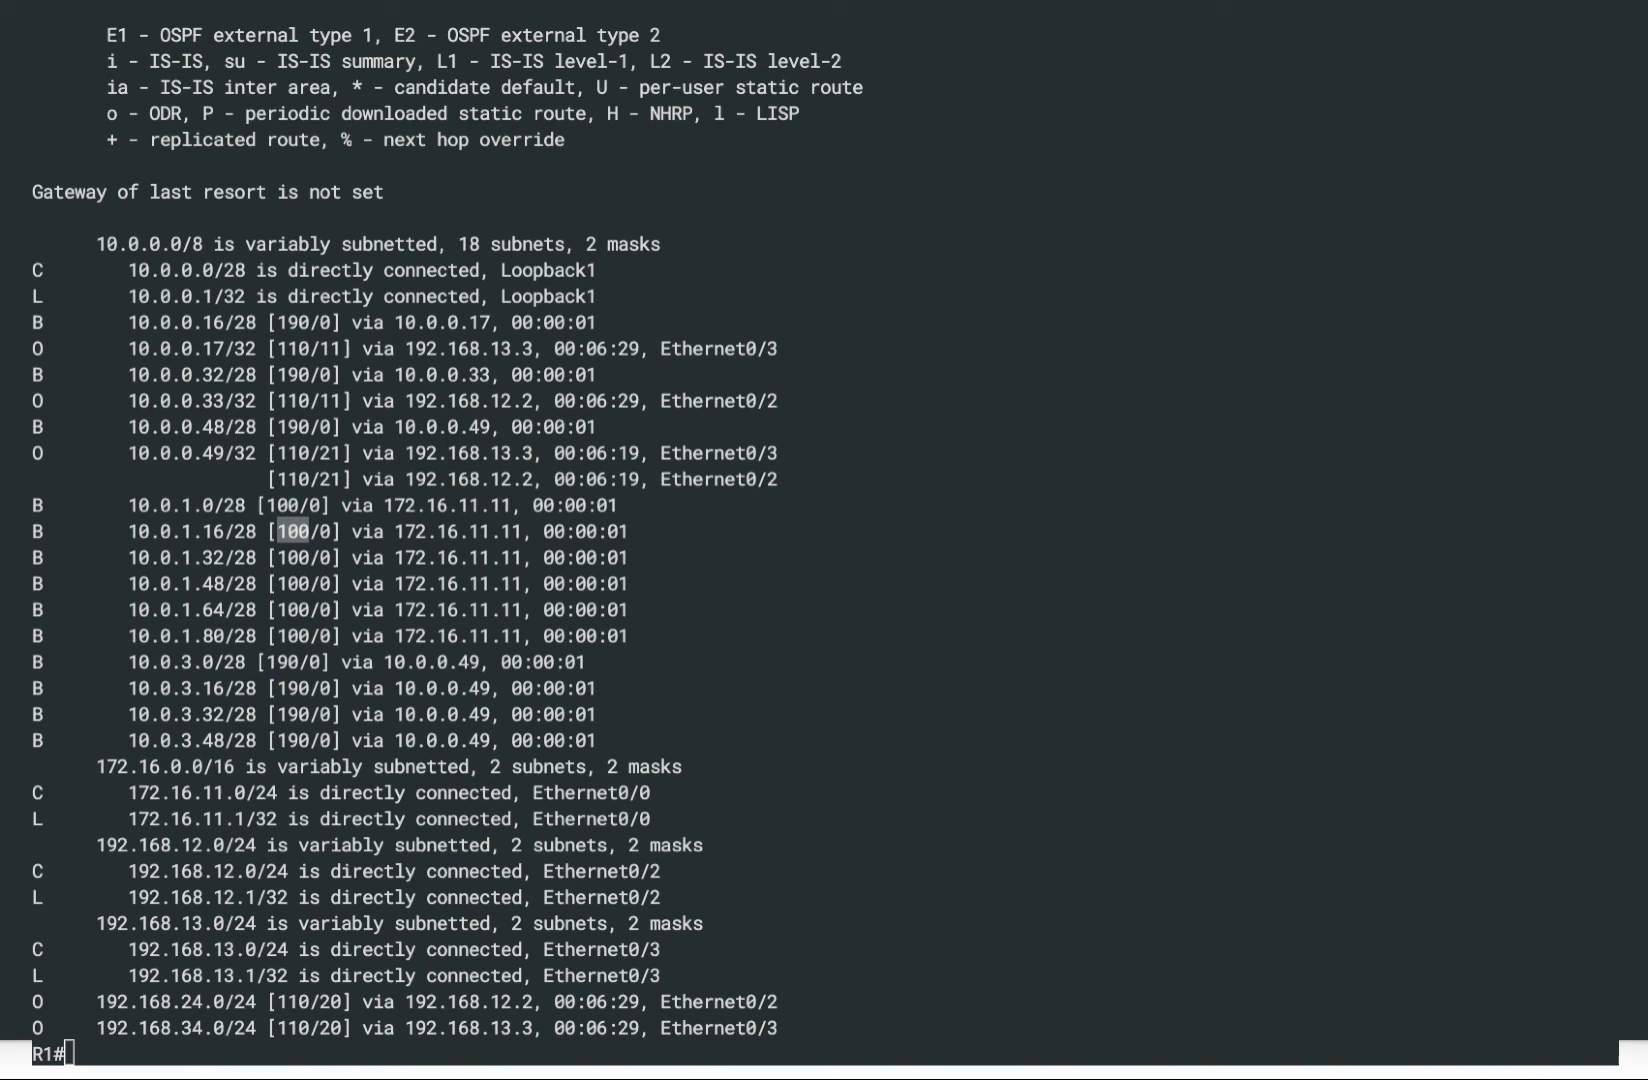 E1 - OSPF external type 1, E2 - OSPF external type 2
i - IS-IS, su - IS-IS summary, L1 - IS-IS level-1, L2 - IS-IS level-2
ia - IS-IS inter area, * - candidate default, U - per-user static route
o - ODR, P - periodic downloaded static route, H - NHRP, l - LISP
+ - replicated route, % - next hop override
Gateway of last resort is not set
10.0.0.0/8 is variably subnetted, 18 subnets, 2 masks
C 10.0.0.0/28 is directly connected, Loopback1
L 10.0.0.1/32 is directly connected, Loopback1
B 10.0.0.16/28 [190/0] via 10.0.0.17, 00:00:01
O 10.0.0.17/32 [110/11] via 192.168.13.3, 00:06:29, Ethernet0/3
B 10.0.0.32/28 [190/0] via 10.0.0.33, 00:00:01
O 10.0.0.33/32 [110/11] via 192.168.12.2, 00:06:29, Ethernet0/2
B 10.0.0.48/28 [190/0] via 10.0.0.49, 00:00:01
O 10.0.0.49/32 [110/21] via 192.168.13.3, 00:06:19, Ethernet0/3
[110/21] via 192.168.12.2, 00:06:19, Ethernet0/2
B 10.0.1.0/28 [100/0] via 172.16.11.11, 00:00:01
B 10.0.1.16/28 [100/0] via 172.16.11.11, 00:00:01
B 10.0.1.32/28 [100/0] via 172.16.11.11, 00:00:01
B 10.0.1.48/28 [100/0] via 172.16.11.11, 00:00:01
B 10.0.1.64/28 [100/0] via 172.16.11.11, 00:00:01
B 10.0.1.80/28 [100/0] via 172.16.11.11, 00:00:01
B 10.0.3.0/28 [190/0] via 10.0.0.49, 00:00:01
B 10.0.3.16/28 [190/0] via 10.0.0.49, 00:00:01
B 10.0.3.32/28 [190/0] via 10.0.0.49, 00:00:01
B 10.0.3.48/28 [190/0] via 10.0.0.49, 00:00:01
172.16.0.0/16 is variably subnetted, 2 subnets, 2 masks
C 172.16.11.0/24 is directly connected, Ethernet0/0
L 172.16.11.1/32 is directly connected, Ethernet0/0
192.168.12.0/24 is variably subnetted, 2 subnets, 2 masks
C 192.168.12.0/24 is directly connected, Ethernet0/2
L 192.168.12.1/32 is directly connected, Ethernet0/2
192.168.13.0/24 is variably subnetted, 2 subnets, 2 masks
C 192.168.13.0/24 is directly connected, Ethernet0/3
L 192.168.13.1/32 is directly connected, Ethernet0/3
O 192.168.24.0/24 [110/20] via 192.168.12.2, 00:06:29, Ethernet0/2
O 192.168.34.0/24 [110/20] via 192.168.13.3, 00:06:29, Ethernet0/3
R1#